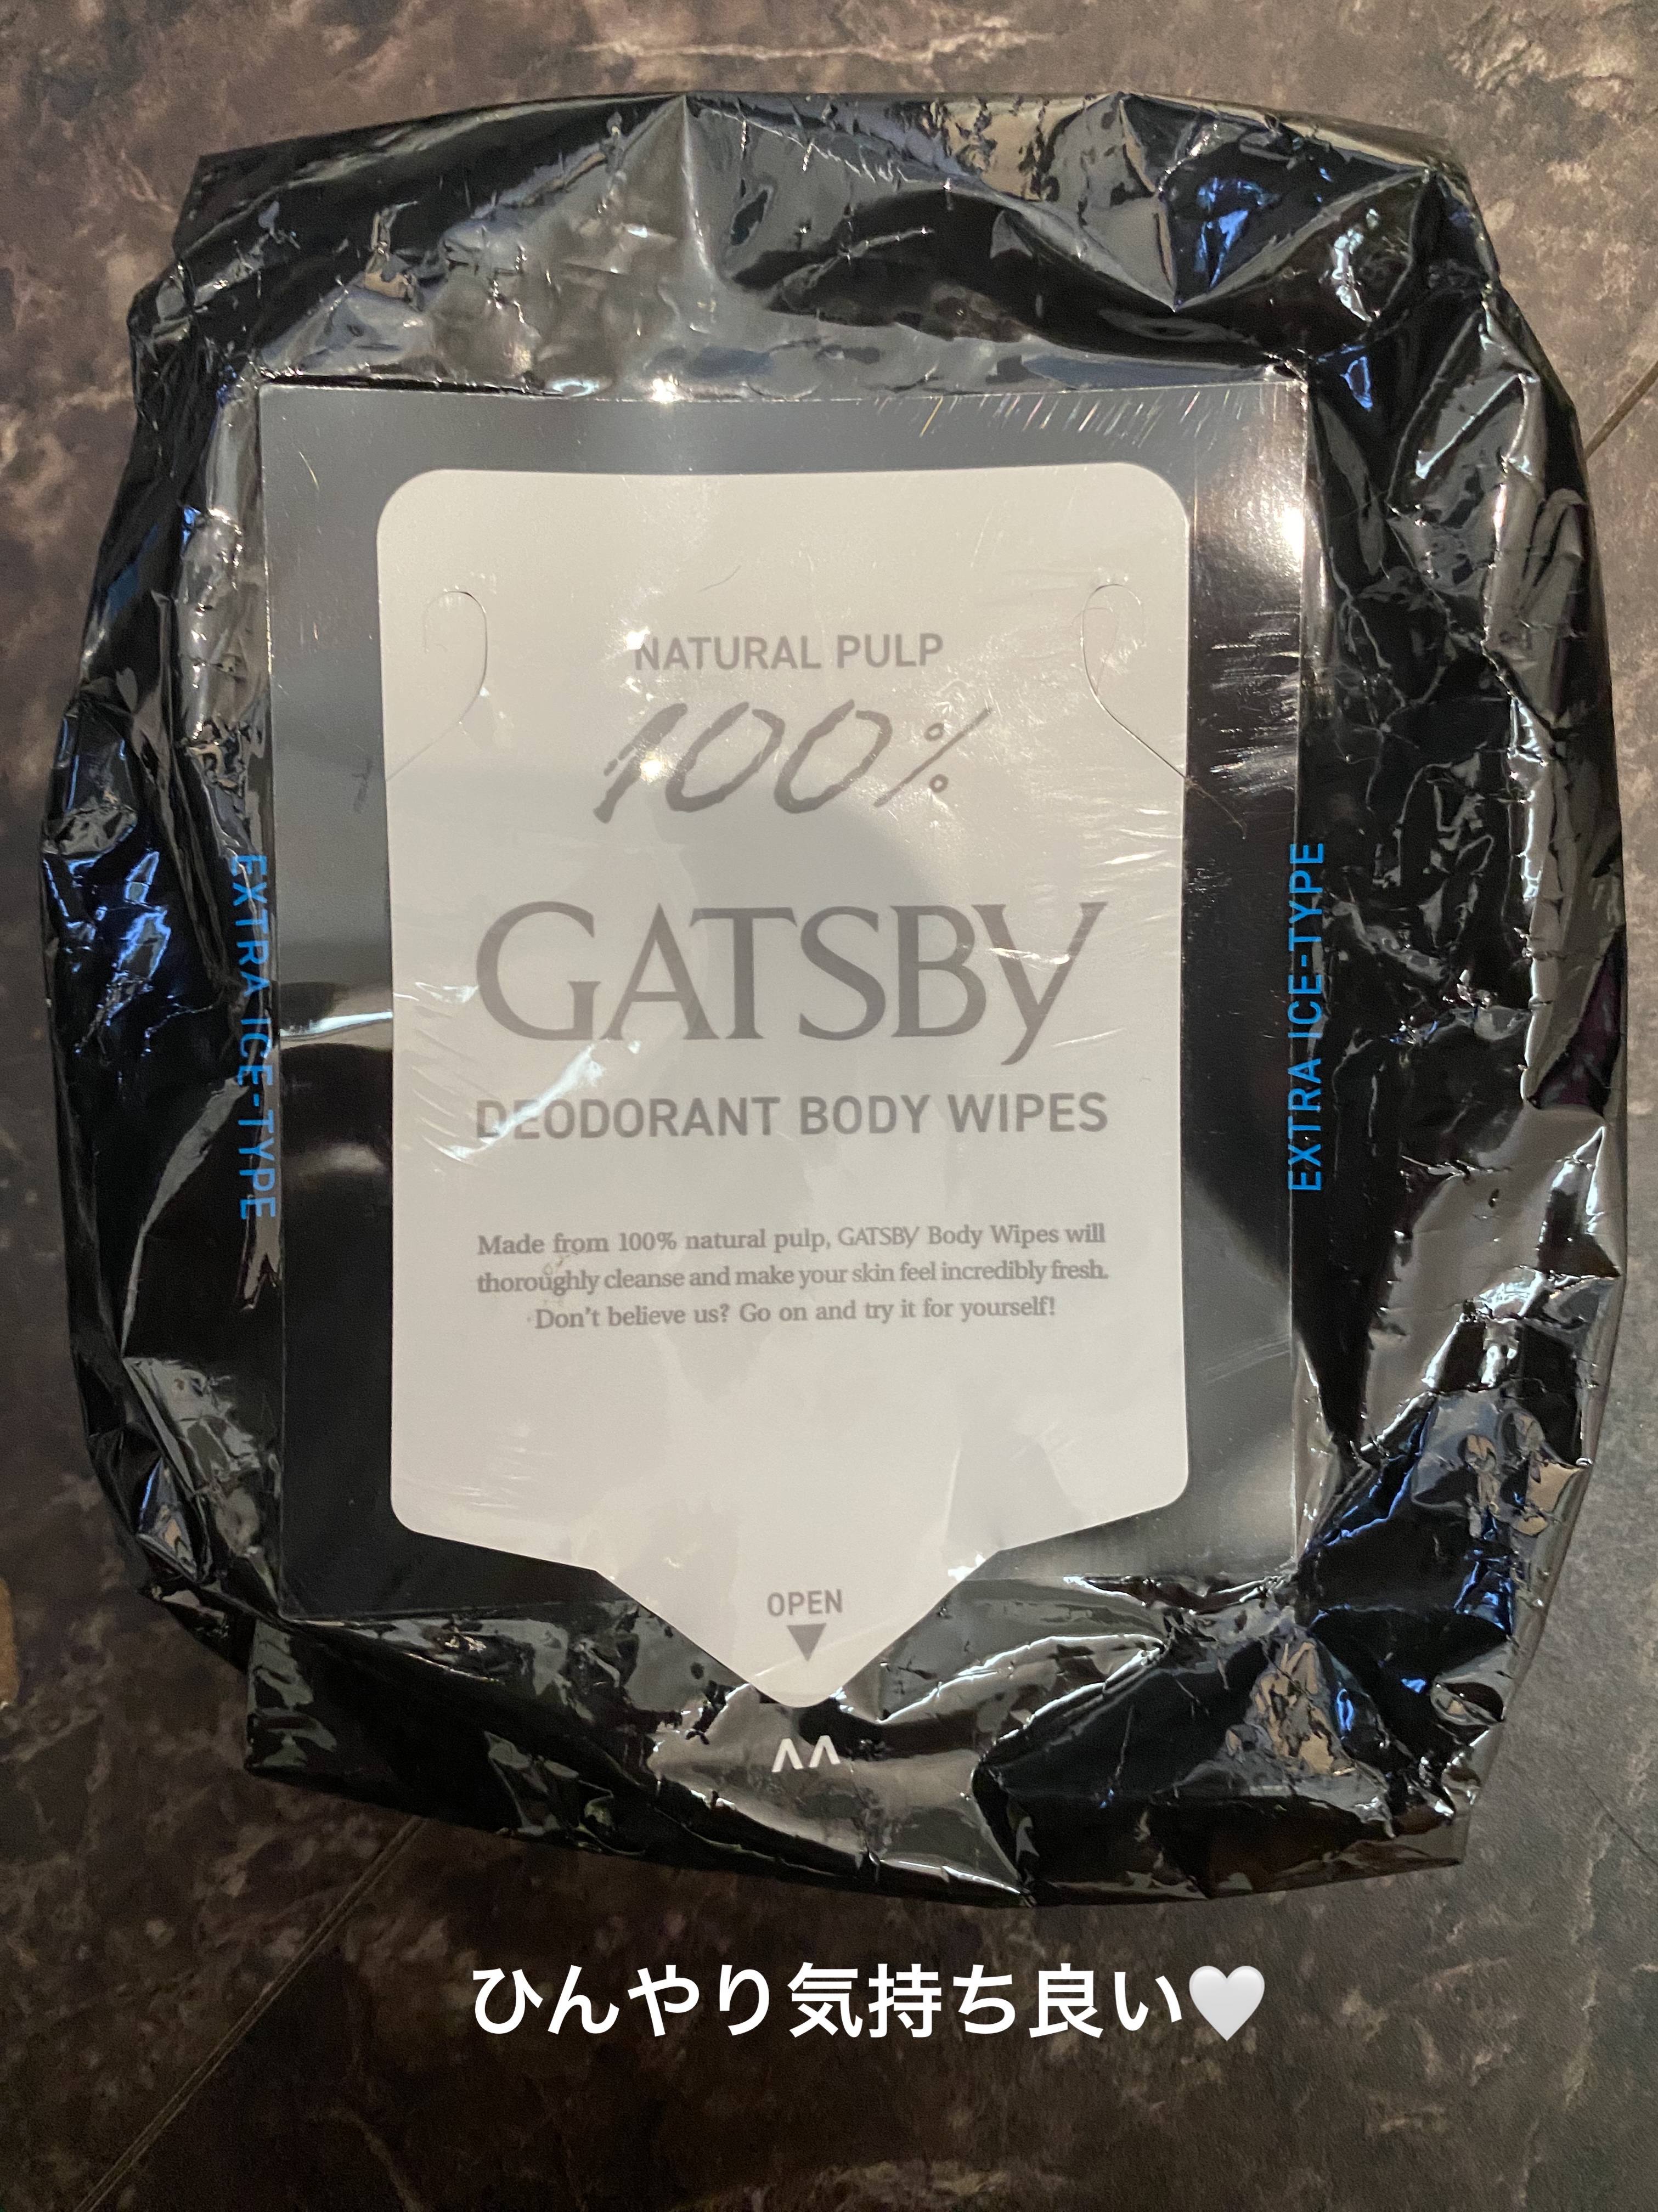 NATURAL PULP
100%
GATSBY
DEODORANT BODY WIPES
Made from 100% natural pulp, GATSBY Body Wipes will
thoroughly cleanse and make your skin feel incredibly fresh.
Don't believe us? Go on and try it for yourself!
OPEN
EXTRA ICE-TYPE
EXTRA ICE-TYPE
ひんやり気持ち良い🤍